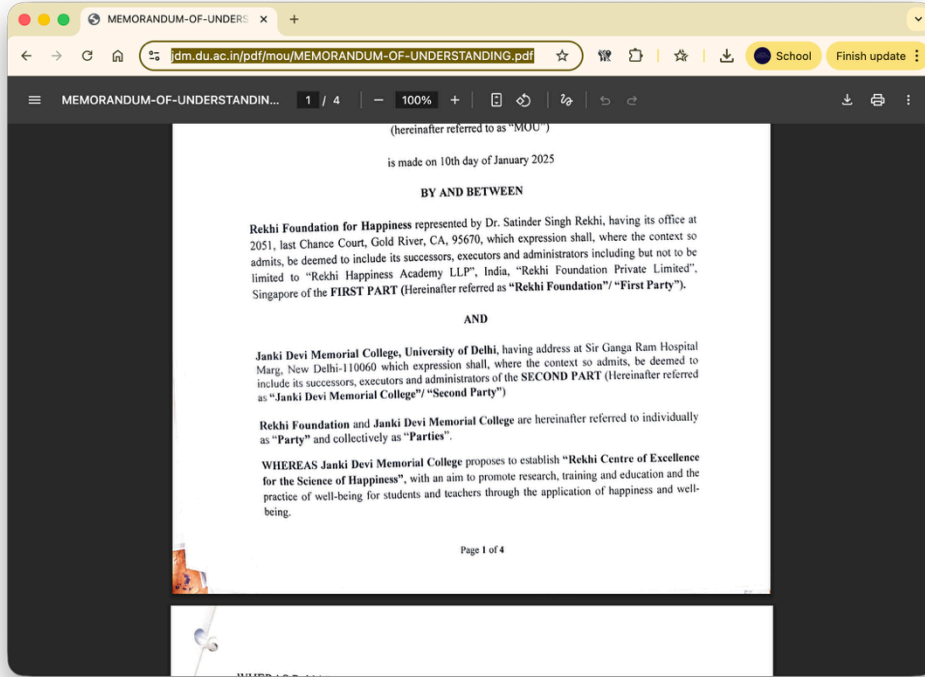 MEMORANDUM-OF-UNDERS
jdm.du.ac.in/pdf/mou/MEMORANDUM-OF-UNDERSTANDING.pdf
School
Finish update
MEMORANDUM-OF-UNDERSTANDIN...
1 / 4
100%
(hereinafter referred to as “MOU”)
is made on 10th day of January 2025
BY AND BETWEEN
Rekhi Foundation for Happiness represented by Dr. Satinder Singh Rekhi, having its office at
2051, last Chance Court, Gold River, CA, 95670, which expression shall, where the context so
admits, be deemed to include its successors, executors and administrators including but not to be
limited to “Rekhi Happiness Academy LLP”, India, “Rekhi Foundation Private Limited”,
Singapore of the FIRST PART (Hereinafter referred as “Rekhi Foundation”/ “First Party”).
AND
Janki Devi Memorial College, University of Delhi, having address at Sir Ganga Ram Hospital
Marg, New Delhi-110060 which expression shall, where the context so admits, be deemed to
include its successors, executors and administrators of the SECOND PART (Hereinafter referred
as “Janki Devi Memorial College”/ “Second Party”)
Rekhi Foundation and Janki Devi Memorial College are hereinafter referred to individually
as “Party” and collectively as “Parties”.
WHEREAS Janki Devi Memorial College proposes to establish “Rekhi Centre of Excellence
for the Science of Happiness”, with an aim to promote research, training and education and the
practice of well-being for students and teachers through the application of happiness and well-
being.
Page 1 of 4